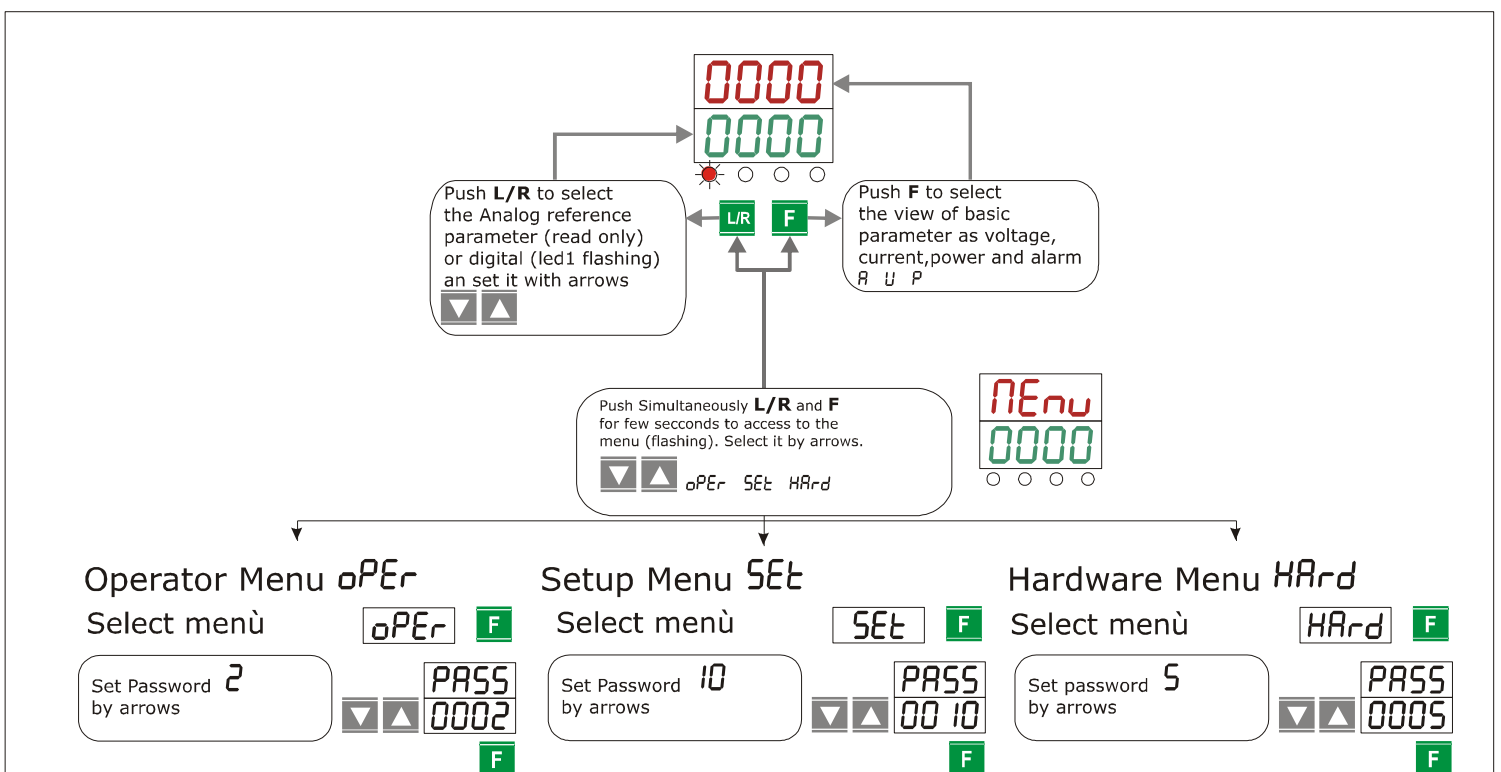 0000
0000
Push L/R to select
the Analog reference
parameter (read only)
or digital (led1 flashing)
an set it with arrows
L/R
F
Push F to select
the view of basic
parameter as voltage,
current,power and alarm
A U P
Push Simultaneously L/R and F
for few secconds to access to the
menu (flashing). Select it by arrows.
oPEr SEt HArd
MEnu
0000
Operator Menu oPEr
Select menù
oPEr
F
Set Password 2
by arrows
PASS
0002
F
Setup Menu SEt
Select menù
SEt
F
Set Password 10
by arrows
PASS
0010
F
Hardware Menu HArd
Select menù
HArd
F
Set password 5
by arrows
PASS
0005
F